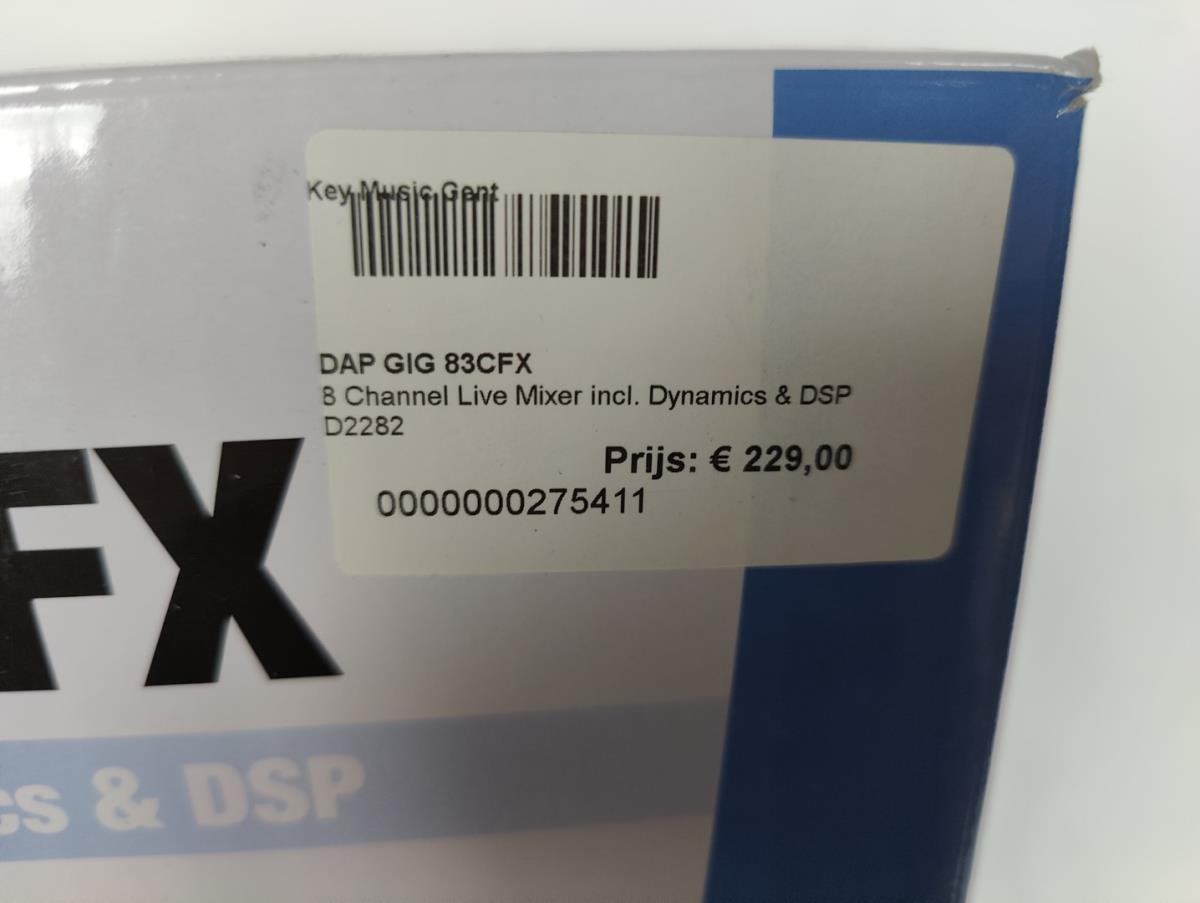 Key Music Gent
DAP GIG 83CFX
8 Channel Live Mixer incl. Dynamics & DSP
D2282
Prijs: € 229,00
0000000275411
FX
cs & DSP